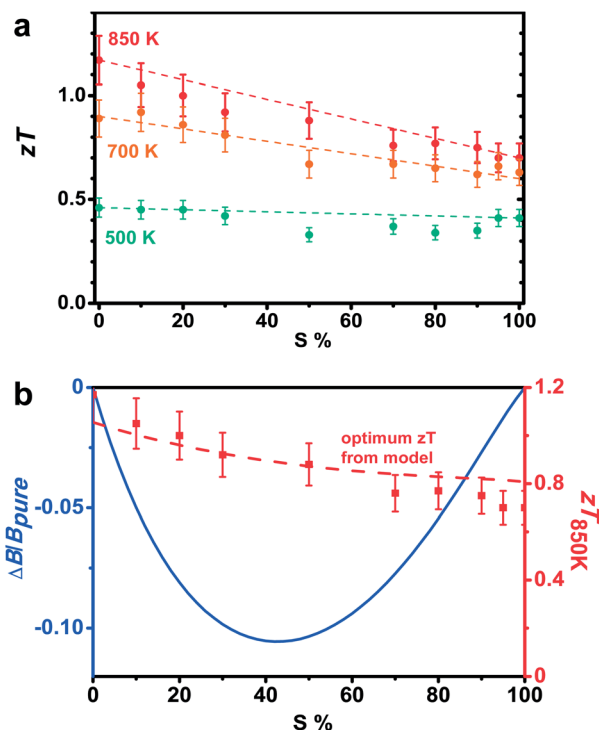 a
850 K
700 K
500 K
zT
1.0
0.5
0.0
0 20 40 60 80 100
S %
b
0
-0.05
-0.10
ΔB/B_pure
optimum zT
from model
1.2
0.8
0.4
0
zT_850K
0 20 40 60 80 100
S %